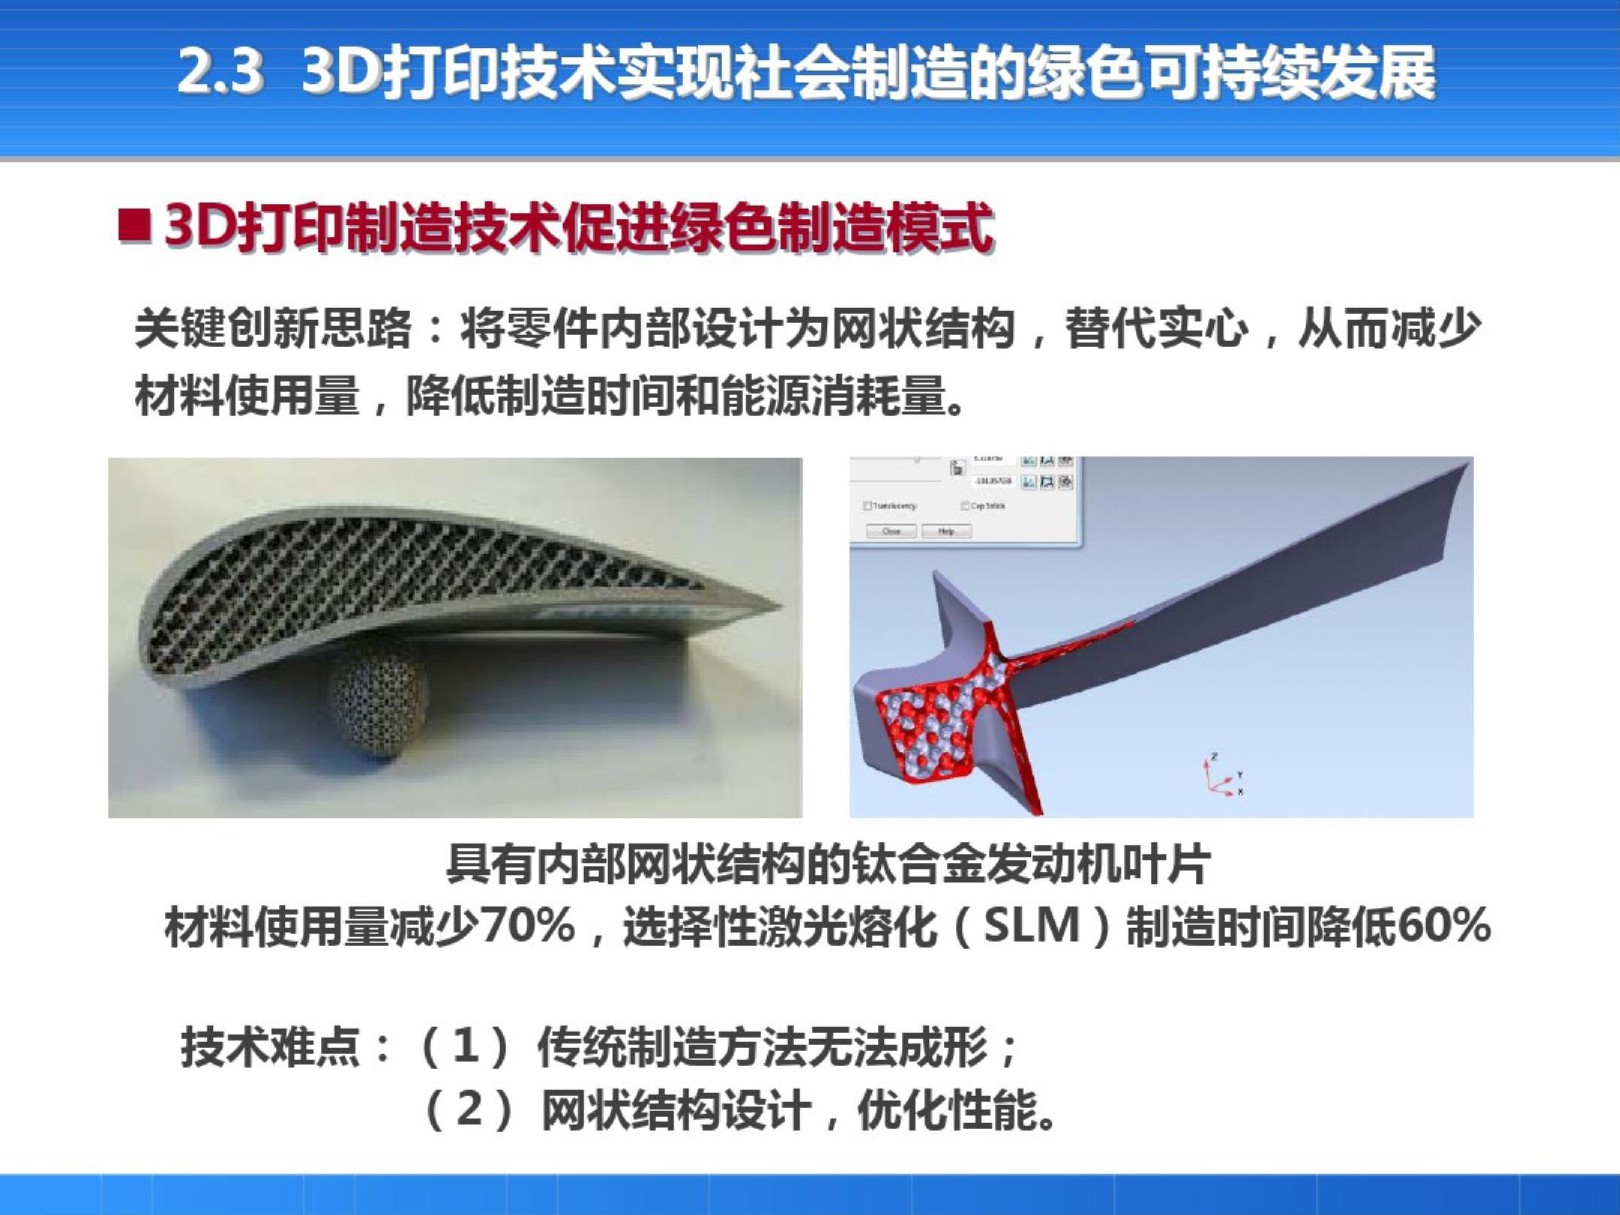 2.3 3D打印技术实现社会制造的绿色可持续发展
■ 3D打印制造技术促进绿色制造模式
关键创新思路：将零件内部设计为网状结构，替代实心，从而减少
材料使用量，降低制造时间和能源消耗量。
Translucency
Cap Solids
Close
Help
Z
Y
X
具有内部网状结构的钛合金发动机叶片
材料使用量减少70%，选择性激光熔化（SLM）制造时间降低60%
技术难点：（1） 传统制造方法无法成形；
（2） 网状结构设计，优化性能。